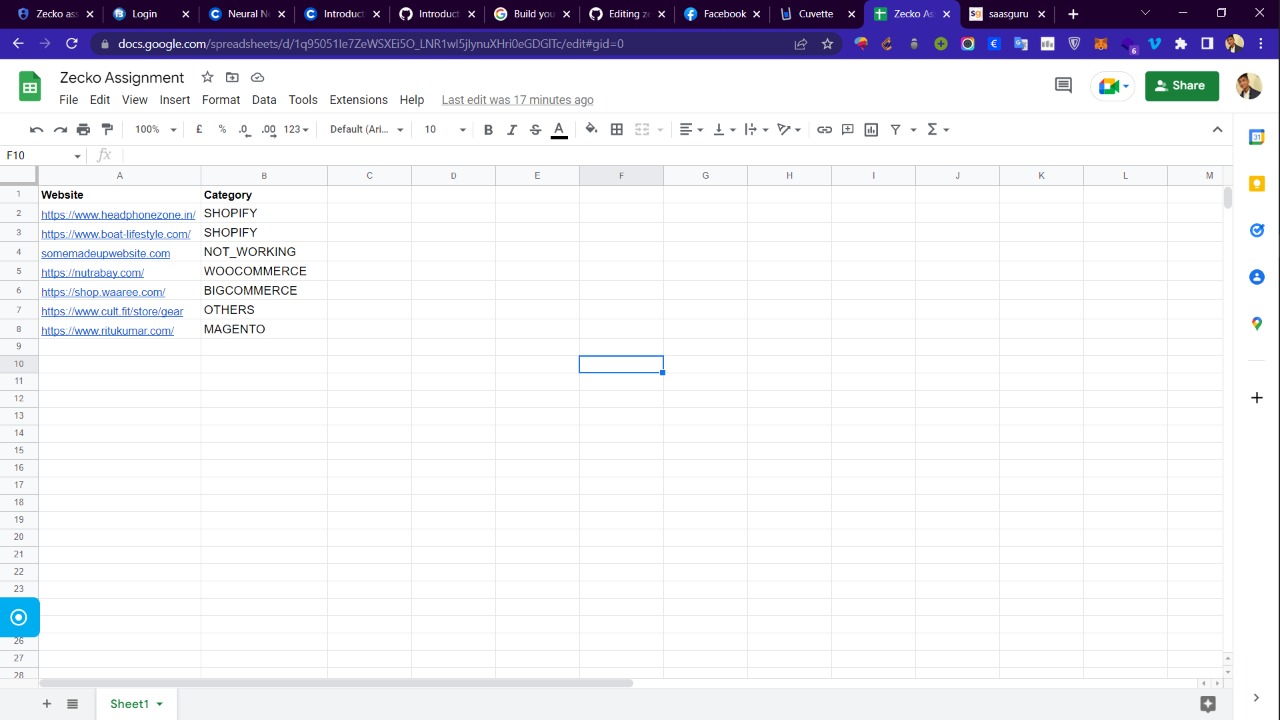 Zecko ass Login Neural N Introduct Introduct Build you Editing ze Facebook Cuvette Zecko As saasguru
docs.google.com/spreadsheets/d/1q95051Ie7ZeWSXEi5O_LNR1wI5jIynuXHri0eGDGlTc/edit#gid=0
6
Zecko Assignment
File Edit View Insert Format Data Tools Extensions Help Last edit was 17 minutes ago
Share
100% £ % .0 .00 123 Default (Ari... 10 B I S A Σ
F10 fx
31
A B C D E F G H I J K L M
1 Website Category
2 https://www.headphonezone.in/ SHOPIFY
3 https://www.boat-lifestyle.com/ SHOPIFY
4 somemadeupwebsite.com NOT_WORKING
5 https://nutrabay.com/ WOOCOMMERCE
6 https://shop.waaree.com/ BIGCOMMERCE
7 https://www.cult.fit/store/gear OTHERS
8 https://www.ritukumar.com/ MAGENTO
9
10
11
12
13
14
15
16
17
18
19
20
21
22
23
26
27
28
Sheet1